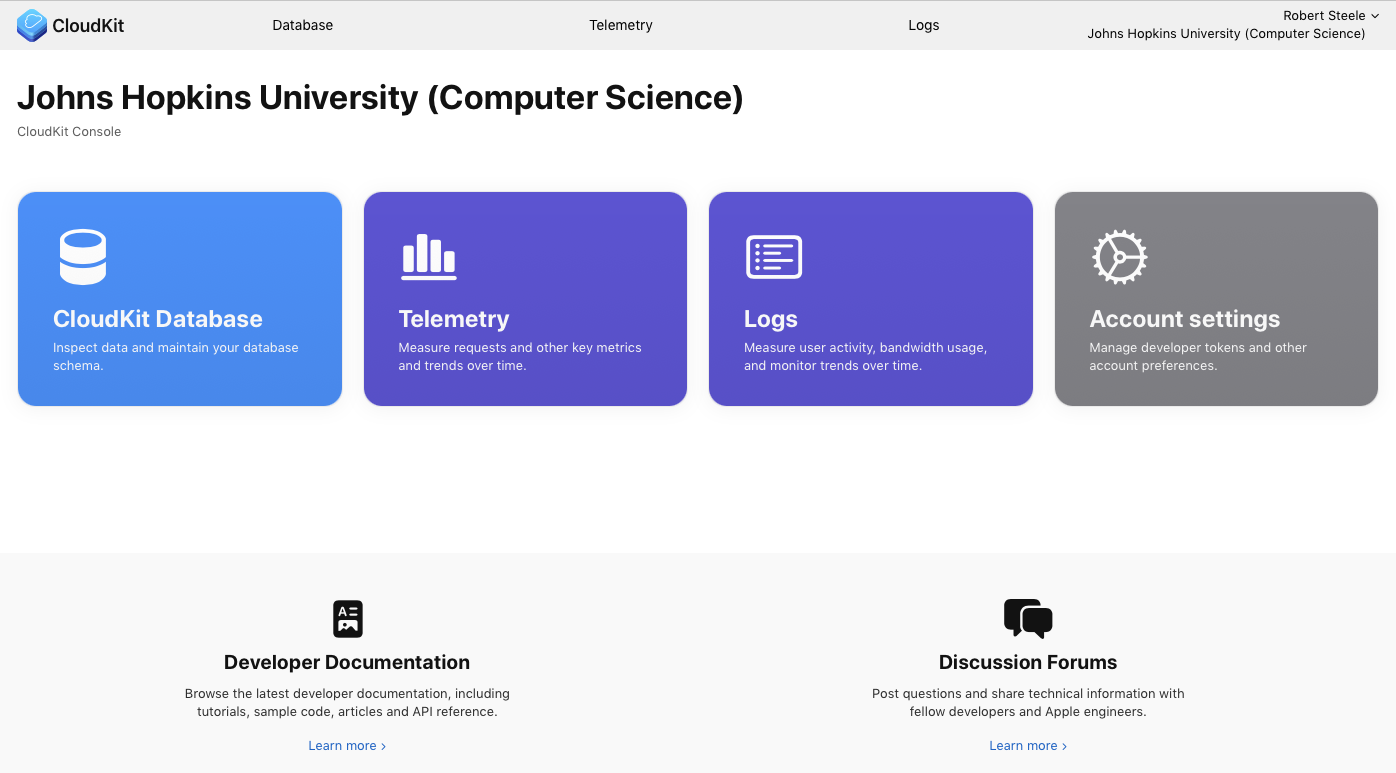 CloudKit
Database
Telemetry
Logs
Robert Steele
Johns Hopkins University (Computer Science)
Johns Hopkins University (Computer Science)
CloudKit Console
CloudKit Database
Inspect data and maintain your database
schema.
Telemetry
Measure requests and other key metrics
and trends over time.
Logs
Measure user activity, bandwidth usage,
and monitor trends over time.
Account settings
Manage developer tokens and other
account preferences.
A
Developer Documentation
Browse the latest developer documentation, including
tutorials, sample code, articles and API reference.
Learn more ›
Discussion Forums
Post questions and share technical information with
fellow developers and Apple engineers.
Learn more ›